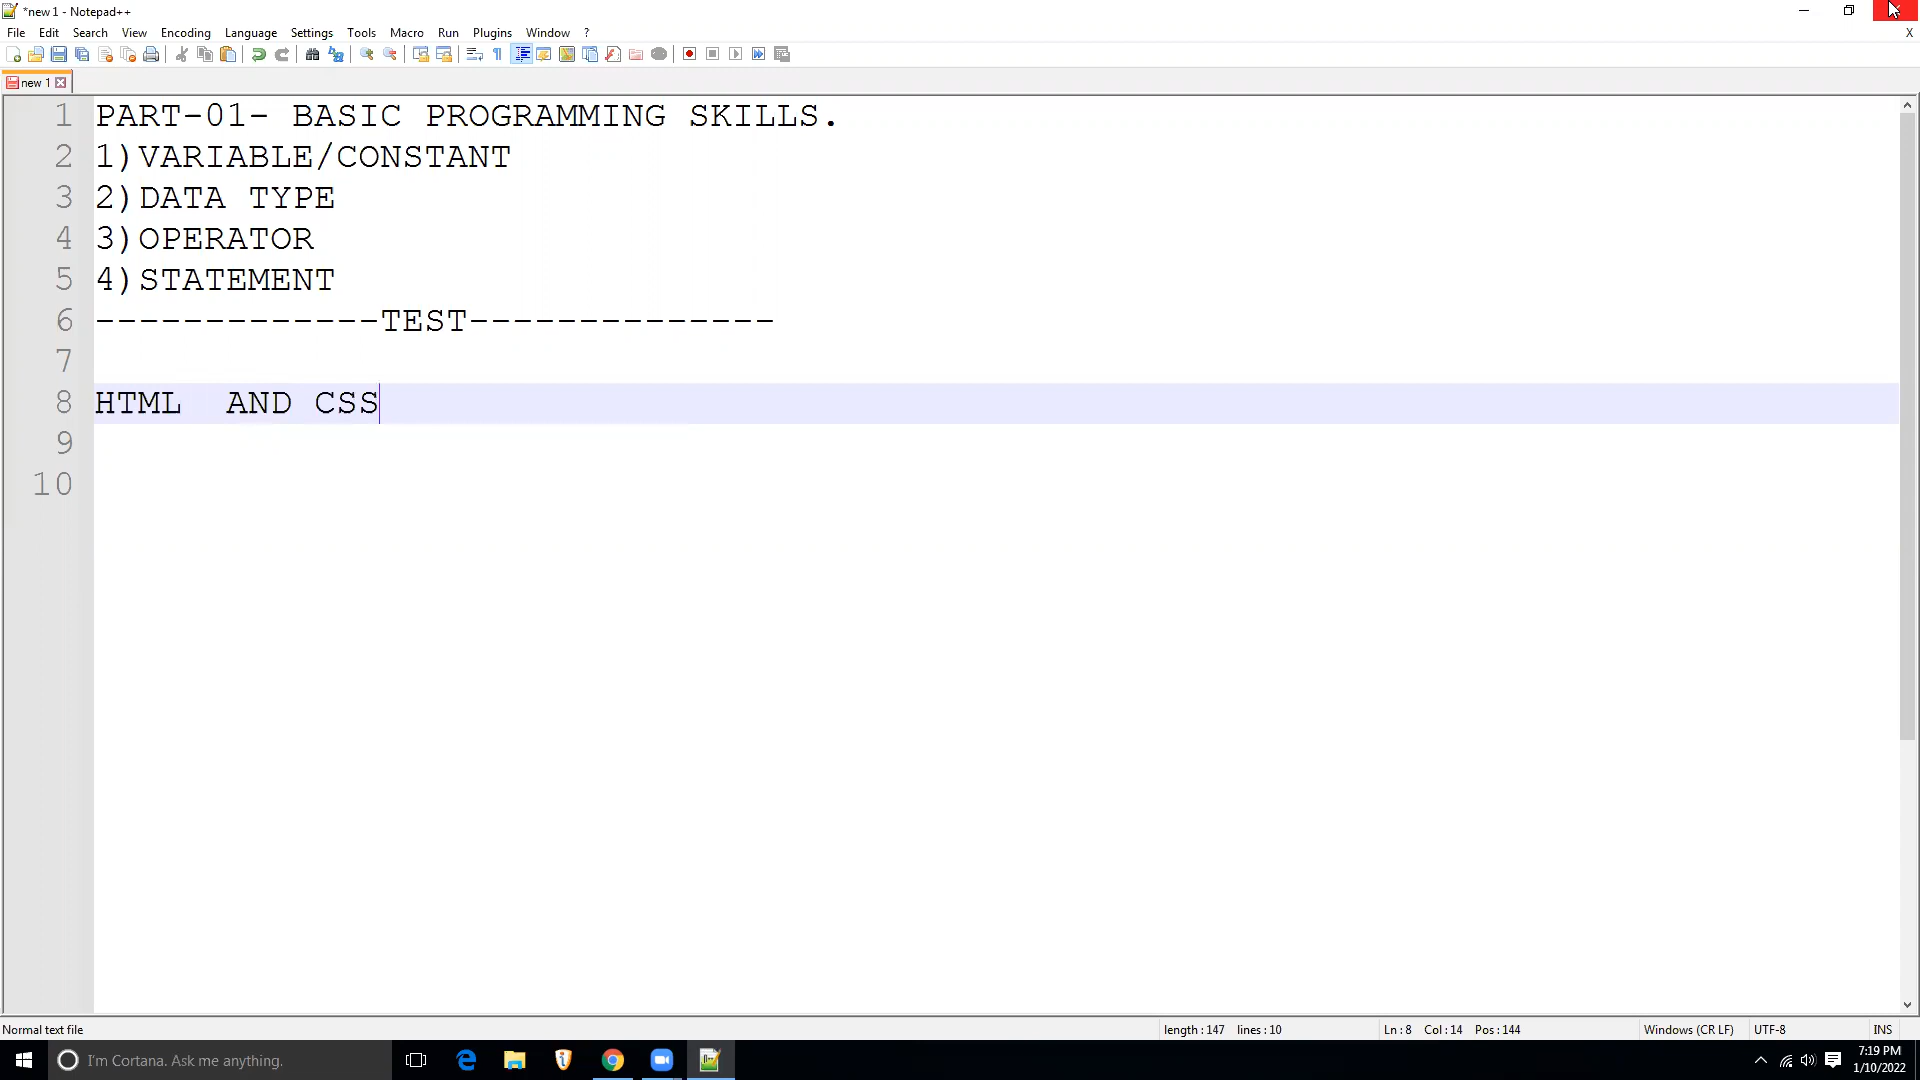 *new 1 - Notepad++
File Edit Search View Encoding Language Settings Tools Macro Run Plugins Window ? X
new 1
1 PART-01- BASIC PROGRAMMING SKILLS.
2 1)VARIABLE/CONSTANT
3 2)DATA TYPE
4 3)OPERATOR
5 4)STATEMENT
6 -------------TEST--------------
7
8 HTML  AND CSS
9
10
Normal text file length : 147 lines : 10 Ln : 8 Col : 14 Pos : 144 Windows (CR LF) UTF-8 INS
I'm Cortana. Ask me anything. 7:19 PM
1/10/2022